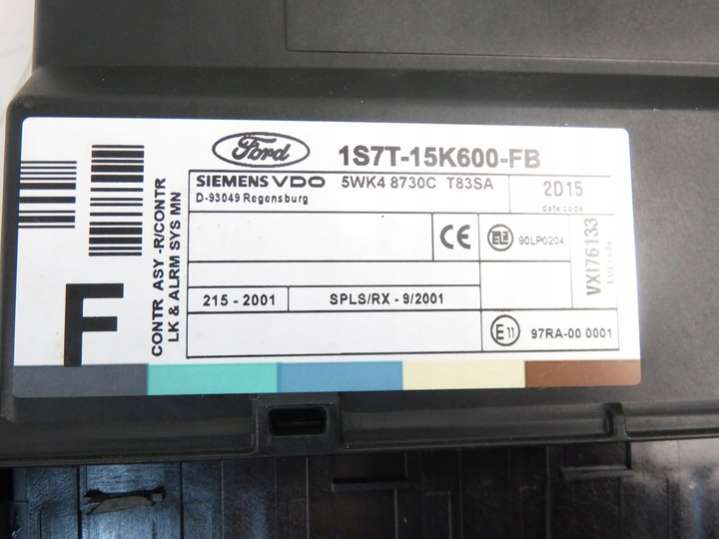 Ford
1S7T-15K600-FB
SIEMENS VDO 5WK4 8730C T83SA
D-93049 Regensburg
2D15
date code
CE
90LP0204
VXI76133
215 - 2001
SPLS/RX - 9/2001
E11
97RA-00 0001
F
CONTR ASY -R/CONTR
LK & ALRM SYS MN